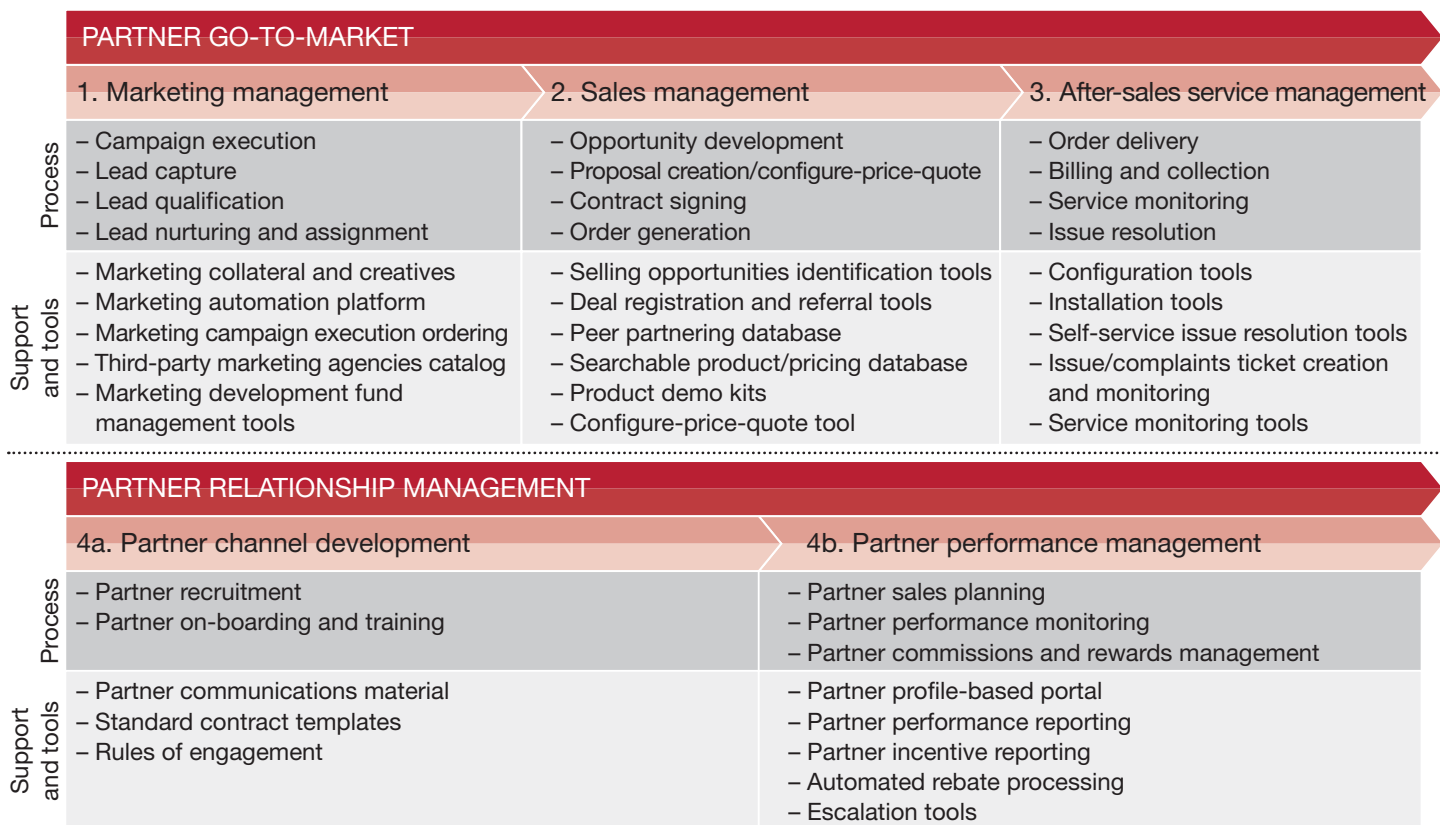 PARTNER GO-TO-MARKET
1. Marketing management
2. Sales management
3. After-sales service management
Process
– Campaign execution
– Lead capture
– Lead qualification
– Lead nurturing and assignment
– Opportunity development
– Proposal creation/configure-price-quote
– Contract signing
– Order generation
– Order delivery
– Billing and collection
– Service monitoring
– Issue resolution
Support
and tools
– Marketing collateral and creatives
– Marketing automation platform
– Marketing campaign execution ordering
– Third-party marketing agencies catalog
– Marketing development fund
management tools
– Selling opportunities identification tools
– Deal registration and referral tools
– Peer partnering database
– Searchable product/pricing database
– Product demo kits
– Configure-price-quote tool
– Configuration tools
– Installation tools
– Self-service issue resolution tools
– Issue/complaints ticket creation
and monitoring
– Service monitoring tools
PARTNER RELATIONSHIP MANAGEMENT
4a. Partner channel development
4b. Partner performance management
Process
– Partner recruitment
– Partner on-boarding and training
– Partner sales planning
– Partner performance monitoring
– Partner commissions and rewards management
Support
and tools
– Partner communications material
– Standard contract templates
– Rules of engagement
– Partner profile-based portal
– Partner performance reporting
– Partner incentive reporting
– Automated rebate processing
– Escalation tools